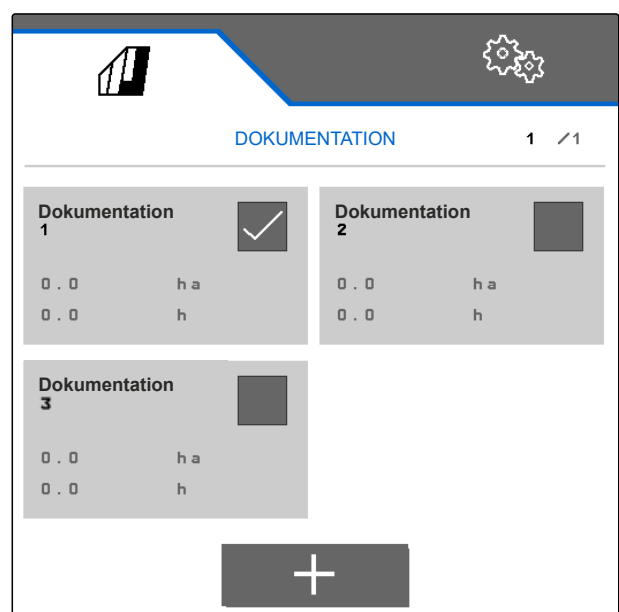 DOKUMENTATION 1 /1
Dokumentation
1
0.0 ha
0.0 h
Dokumentation
2
0.0 ha
0.0 h
Dokumentation
3
0.0 ha
0.0 h
+